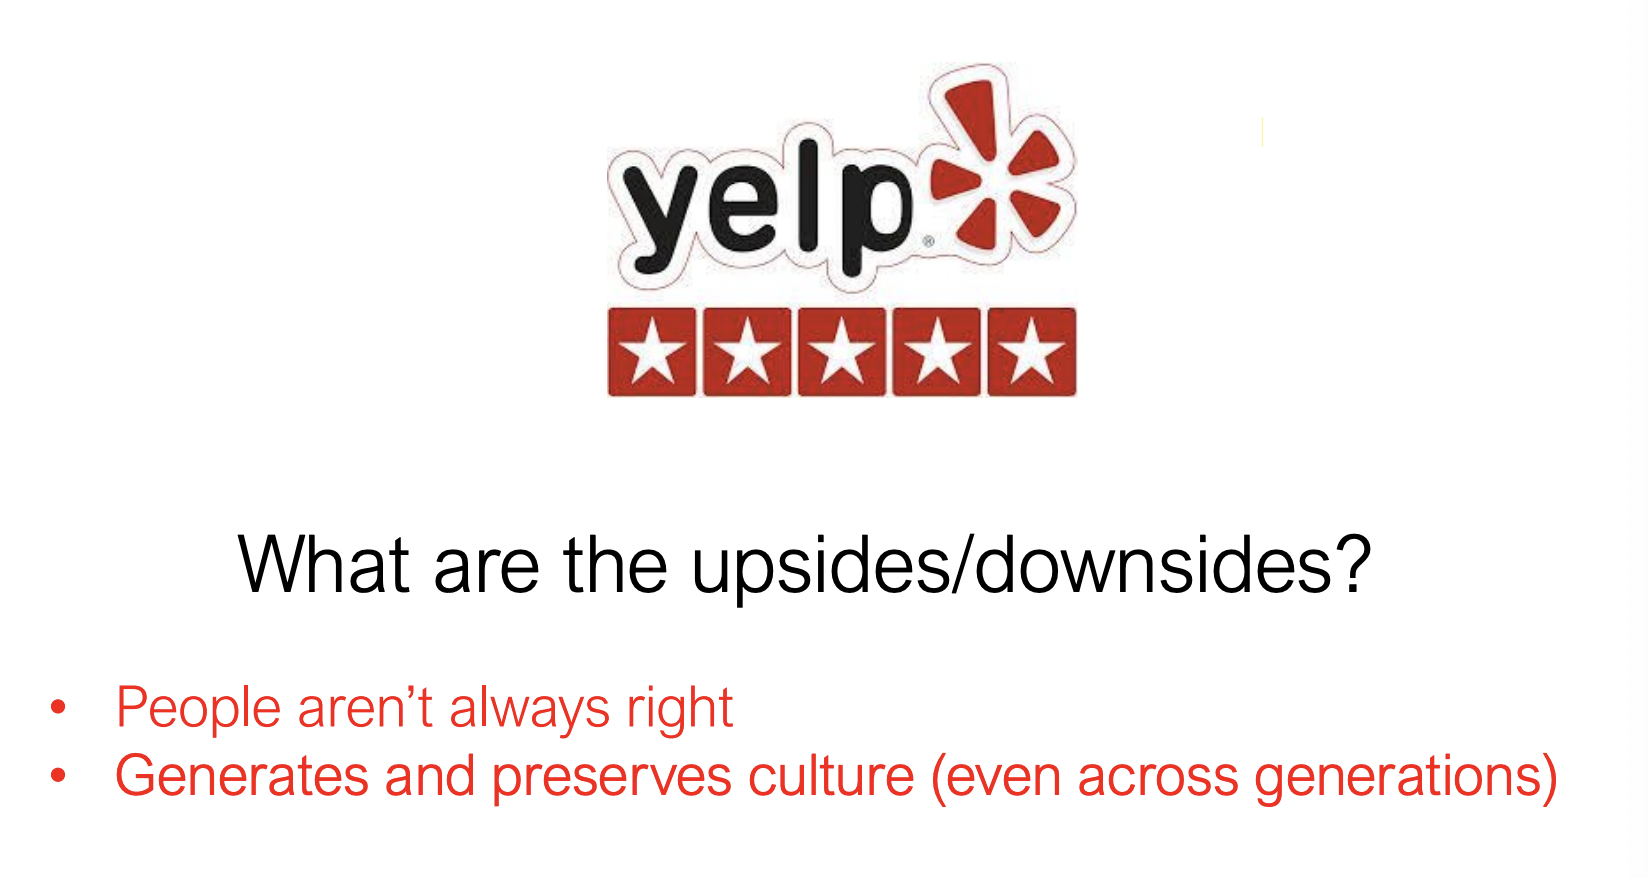 yelp®
What are the upsides/downsides?
• People aren’t always right
• Generates and preserves culture (even across generations)